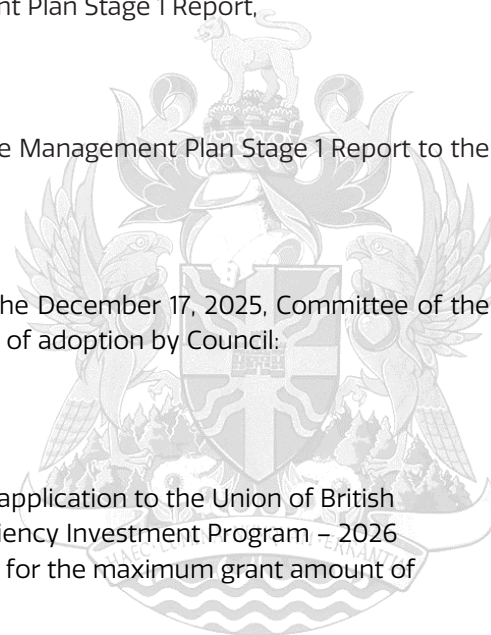 nt Plan Stage 1 Report,
e Management Plan Stage 1 Report to the
he December 17, 2025, Committee of the
of adoption by Council:
application to the Union of British
iency Investment Program – 2026
for the maximum grant amount of